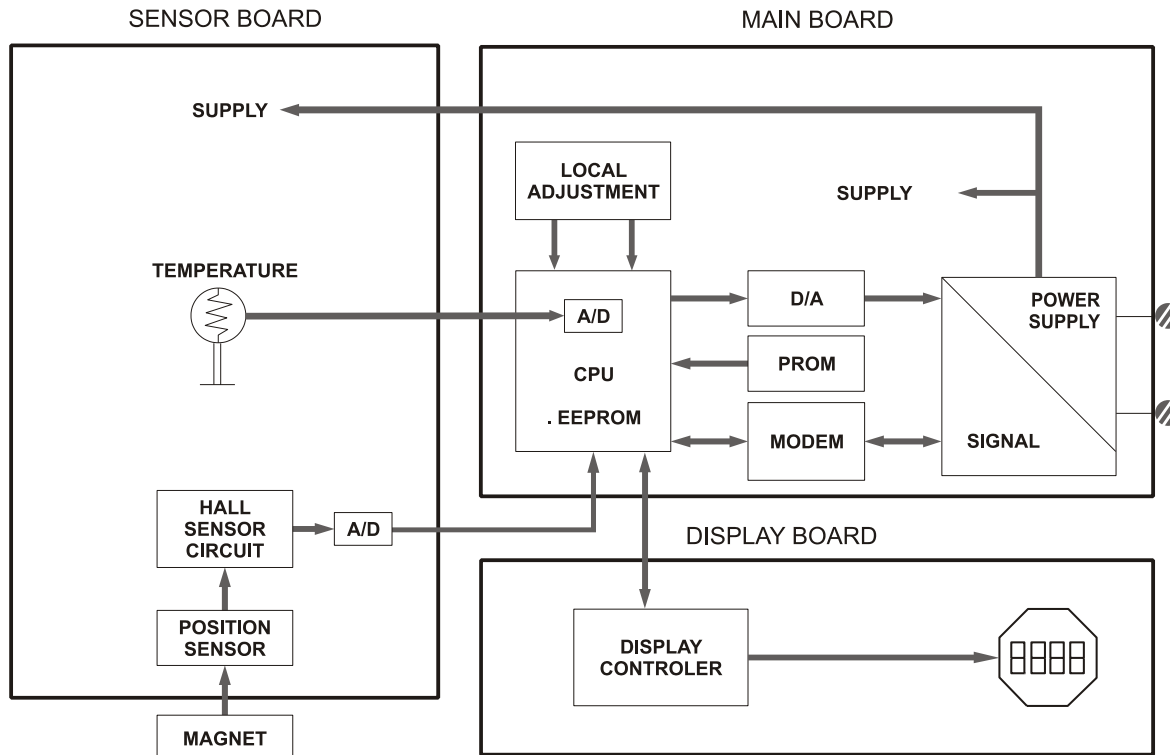 SENSOR BOARD
MAIN BOARD
SUPPLY
LOCAL
ADJUSTMENT
SUPPLY
TEMPERATURE
A/D
CPU
. EEPROM
D/A
PROM
MODEM
POWER
SUPPLY
SIGNAL
HALL
SENSOR
CIRCUIT
A/D
POSITION
SENSOR
MAGNET
DISPLAY BOARD
DISPLAY
CONTROLER